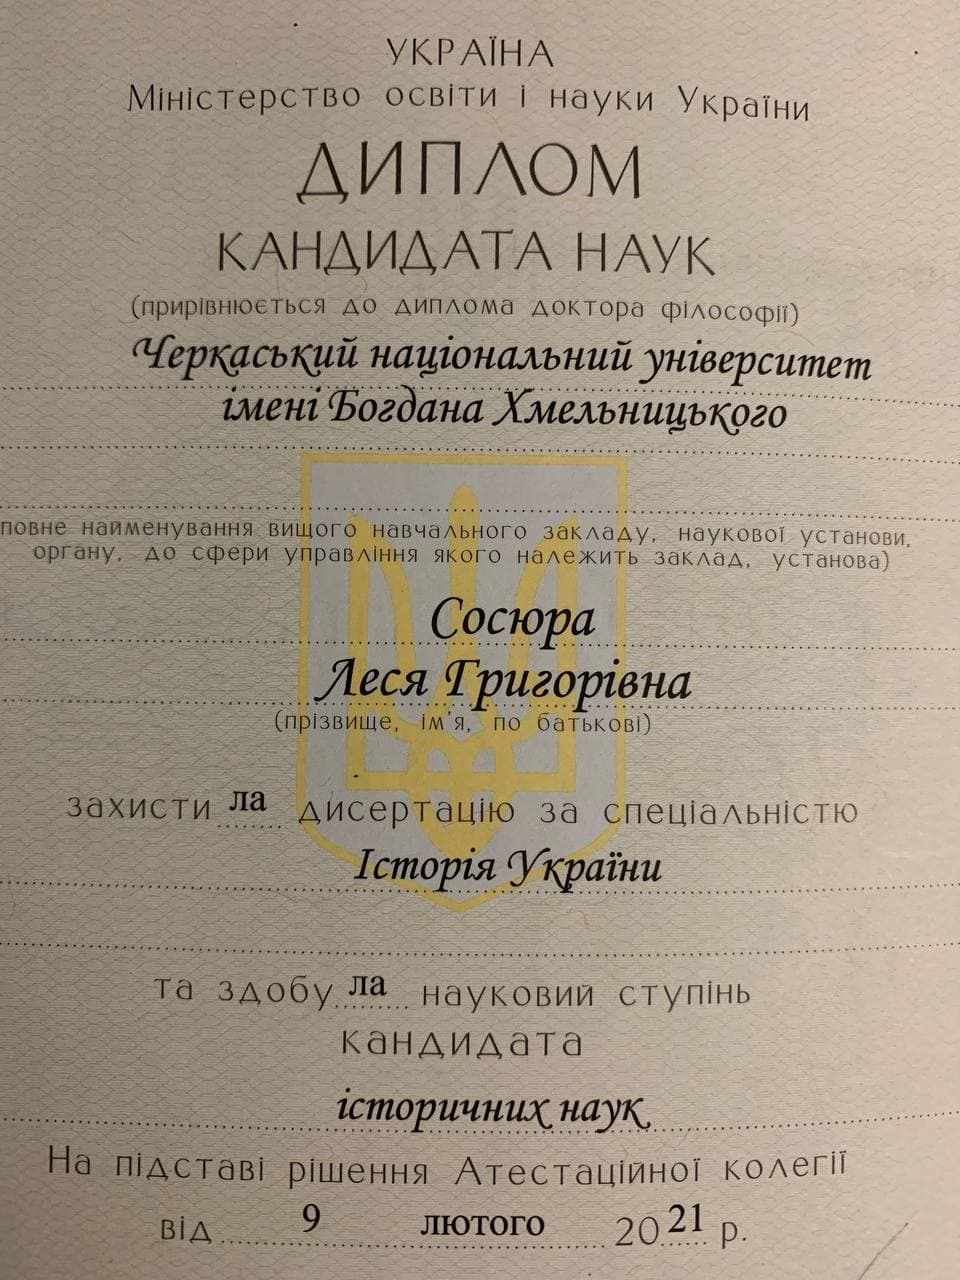 УКРАЇНА
Міністерство освіти і науки України
ДИПЛОМ
КАНДИДАТА НАУК
(прирівнюється до диплома доктора філософії)
Черкаський національний університет
імені Богдана Хмельницького
повне найменування вищого навчального закладу, наукової установи,
органу, до сфери управління якого належить заклад, установа)
Сосюра
Леся Григорівна
(прізвище, ім'я, по батькові)
захисти ла дисертацію за спеціальністю
Історія України
та здобу ла науковий ступінь
кандидата
історичних наук
На підставі рішення Атестаційної колегії
від 9 лютого 2021 р.